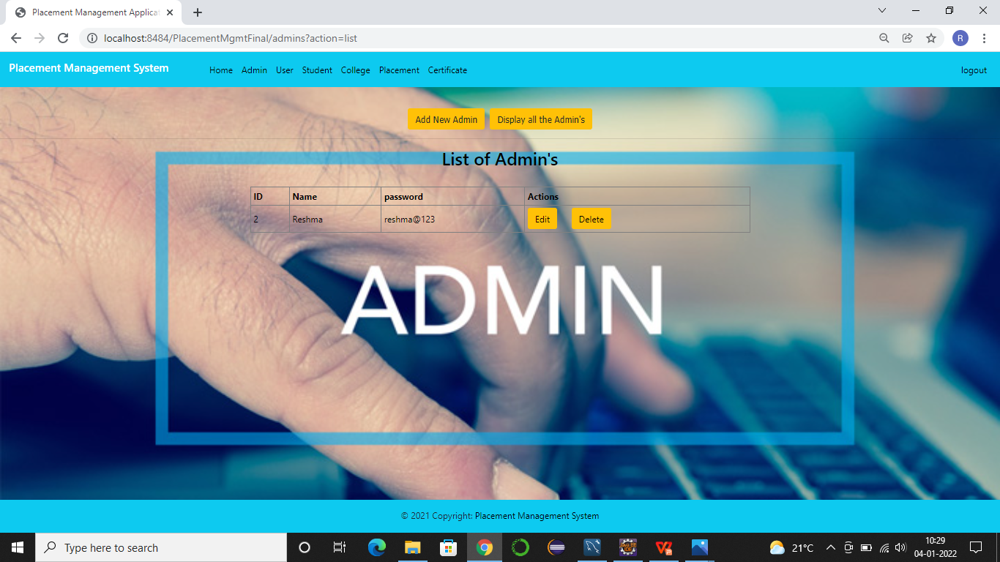 Placement Management Applicat
localhost:8484/PlacementMgmtFinal/admins?action=list
R
Placement Management System Home Admin User Student College Placement Certificate logout
Add New Admin Display all the Admin's
List of Admin's
ID Name password Actions
2 Reshma reshma@123 Edit Delete
ADMIN
© 2021 Copyright: Placement Management System
Type here to search
21°C
10:29
04-01-2022